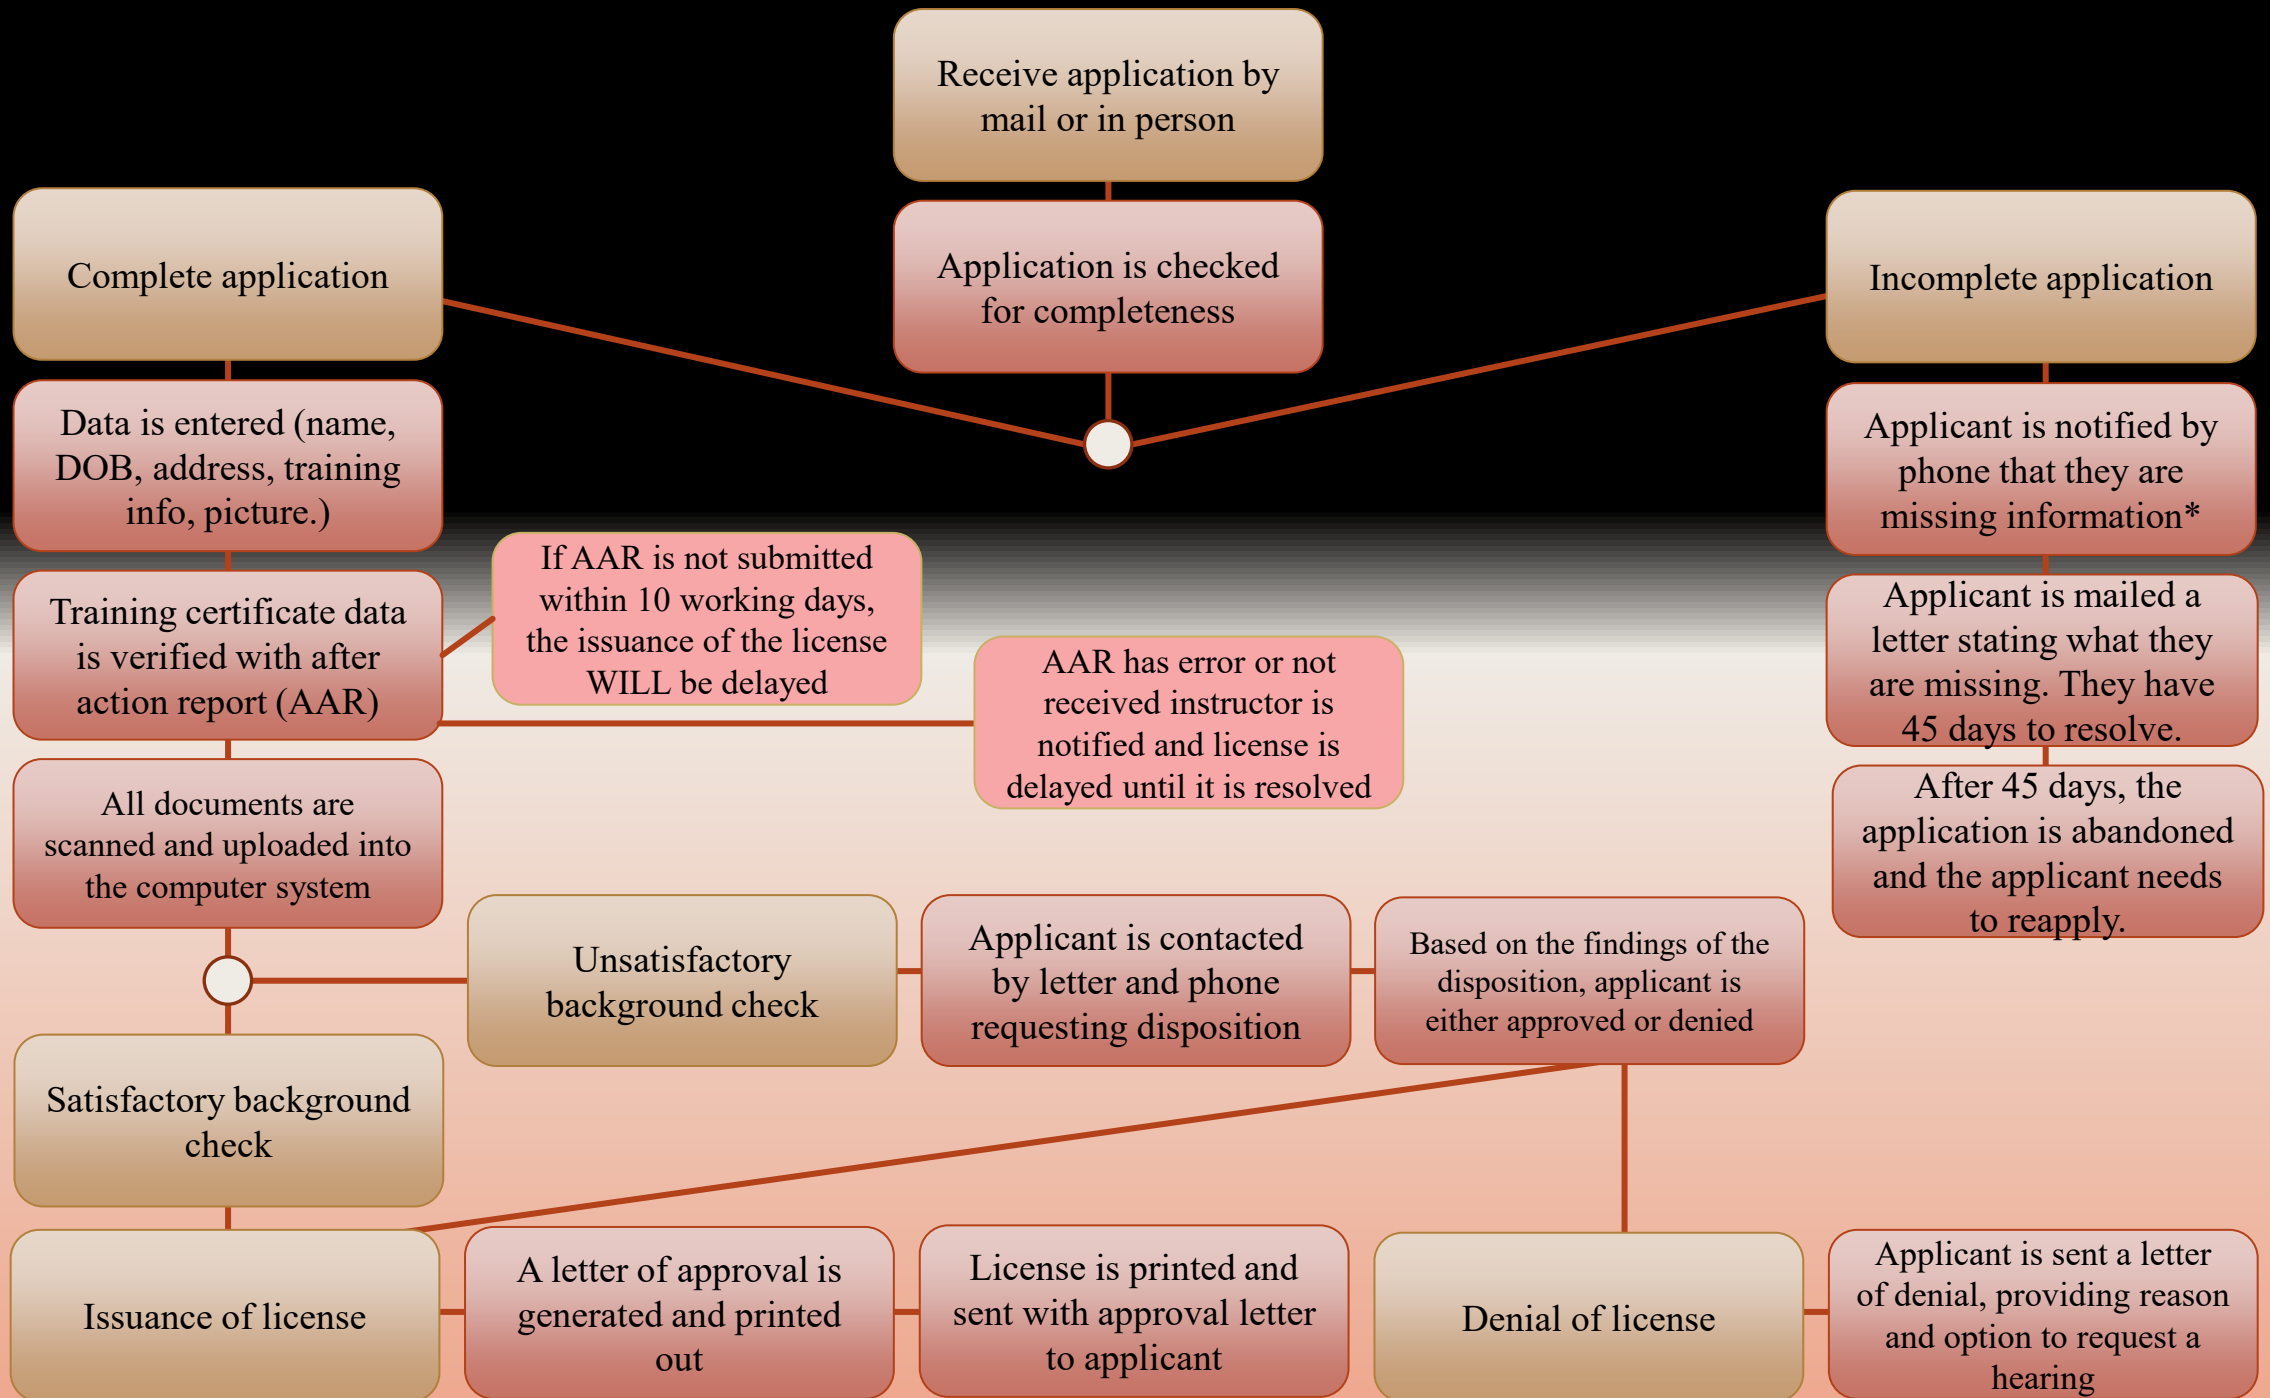 Receive application by
mail or in person
Application is checked
for completeness
Complete application
Data is entered (name,
DOB, address, training
info, picture.)
Training certificate data
is verified with after
action report (AAR)
If AAR is not submitted
within 10 working days,
the issuance of the license
WILL be delayed
AAR has error or not
received instructor is
notified and license is
delayed until it is resolved
All documents are
scanned and uploaded into
the computer system
Incomplete application
Applicant is notified by
phone that they are
missing information*
Applicant is mailed a
letter stating what they
are missing. They have
45 days to resolve.
After 45 days, the
application is abandoned
and the applicant needs
to reapply.
Unsatisfactory
background check
Applicant is contacted
by letter and phone
requesting disposition
Based on the findings of the
disposition, applicant is
either approved or denied
Satisfactory background
check
Issuance of license
A letter of approval is
generated and printed
out
License is printed and
sent with approval letter
to applicant
Denial of license
Applicant is sent a letter
of denial, providing reason
and option to request a
hearing